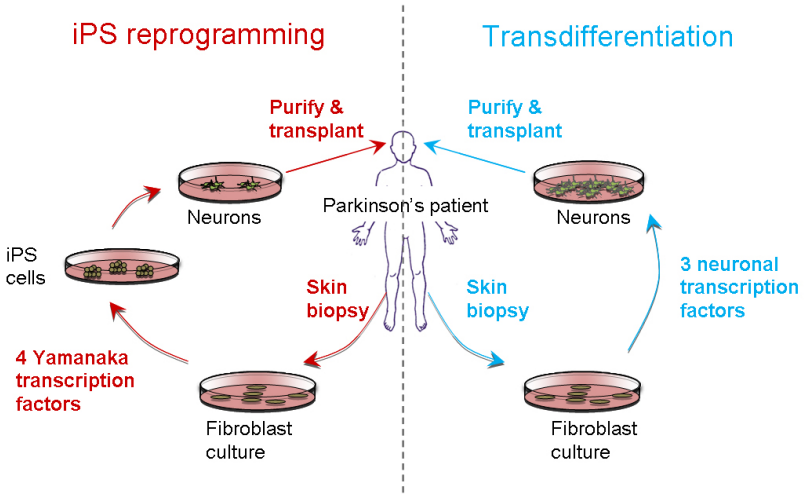 iPS reprogramming
Transdifferentiation
Purify &
transplant
Purify &
transplant
Neurons
Parkinson's patient
Neurons
iPS
cells
Skin
biopsy
Skin
biopsy
3 neuronal
transcription
factors
4 Yamanaka
transcription
factors
Fibroblast
culture
Fibroblast
culture